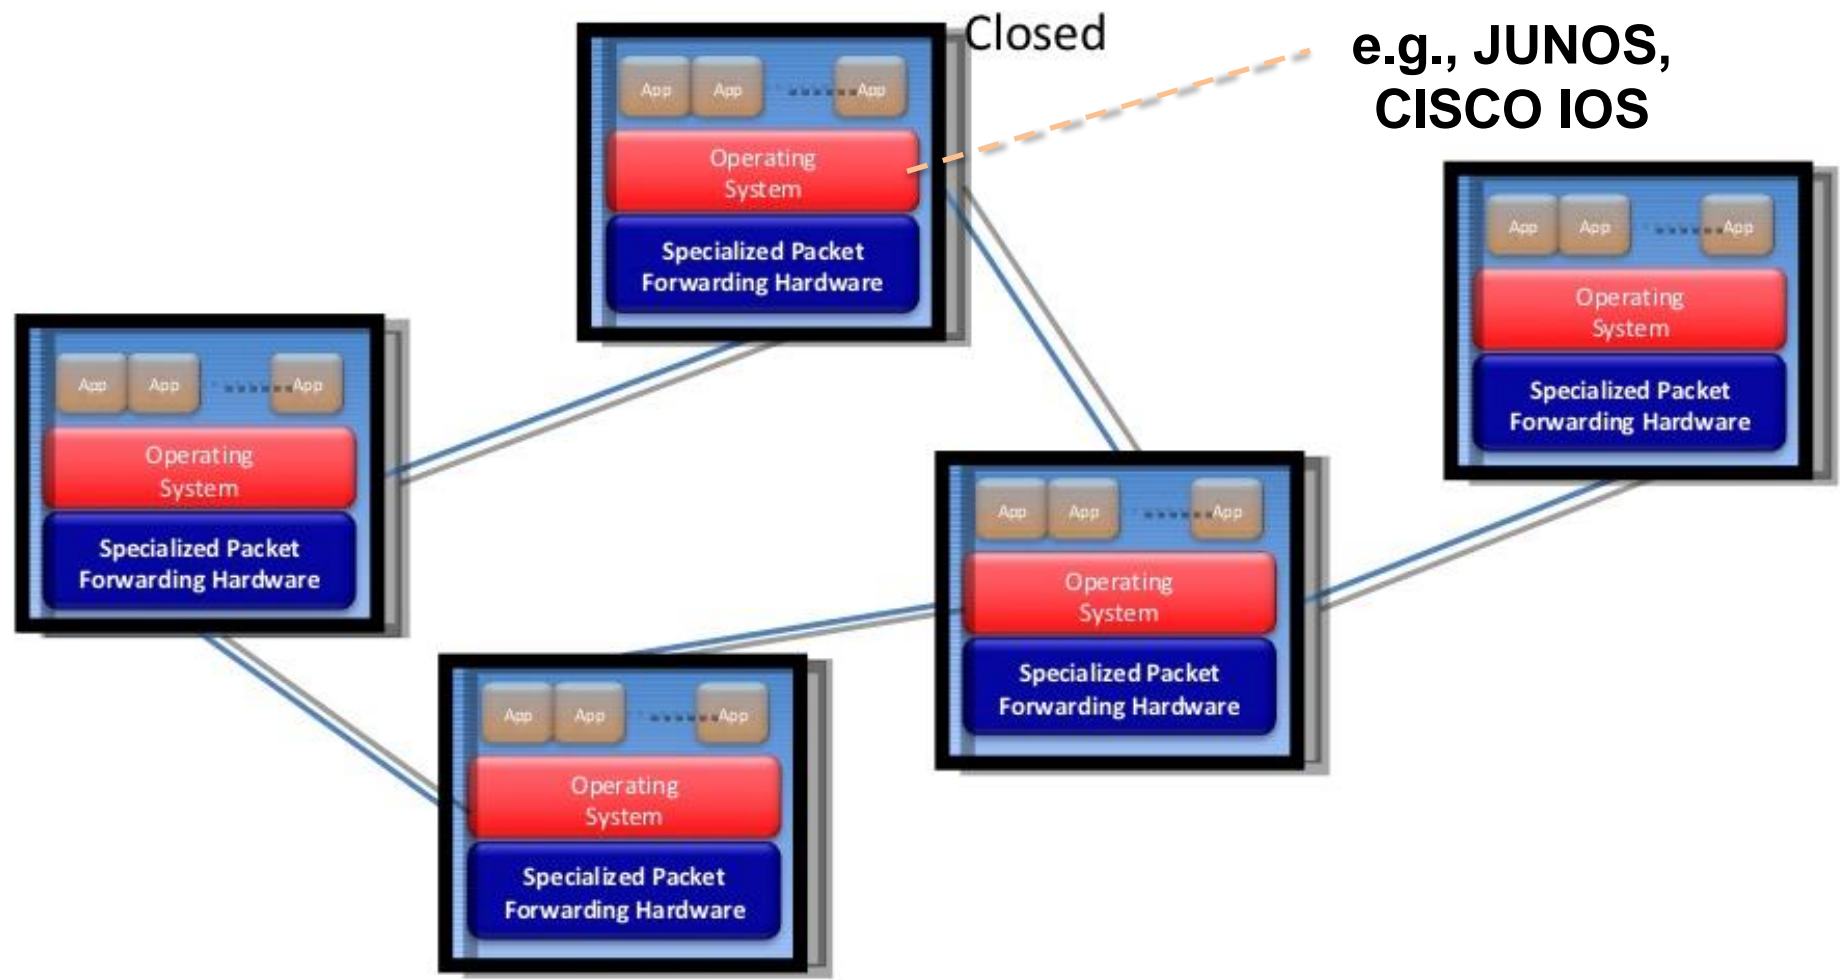 Closed
e.g., JUNOS,
CISCO IOS
App App App
Operating
System
Specialized Packet
Forwarding Hardware
App App App
Operating
System
Specialized Packet
Forwarding Hardware
App App App
Operating
System
Specialized Packet
Forwarding Hardware
App App App
Operating
System
Specialized Packet
Forwarding Hardware
App App App
Operating
System
Specialized Packet
Forwarding Hardware